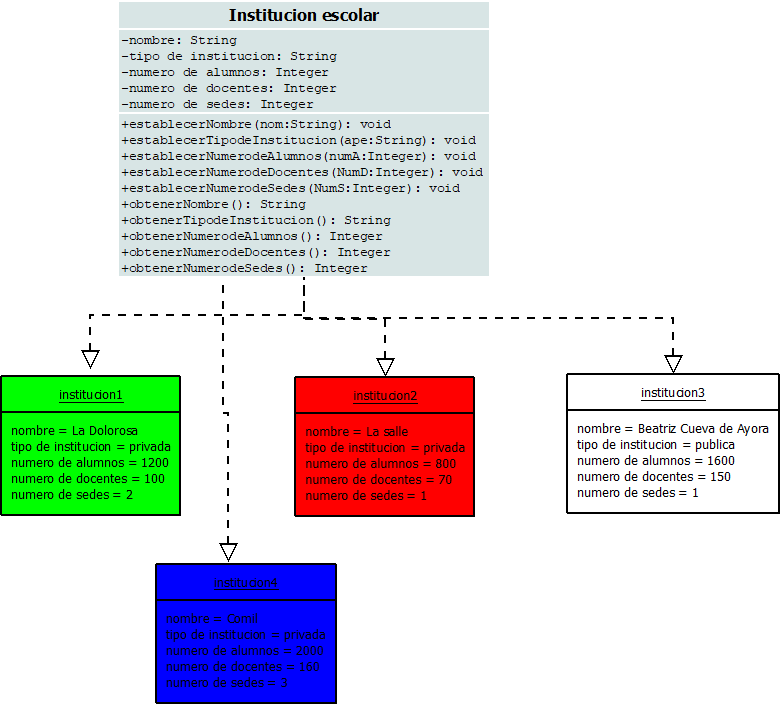 Institucion escolar
-nombre: String
-tipo de institucion: String
-numero de alumnos: Integer
-numero de docentes: Integer
-numero de sedes: Integer
+establecerNombre(nom:String): void
+establecerTipodeInstitucion(ape:String): void
+establecerNumerodeAlumnos(numA:Integer): void
+establecerNumerodeDocentes(NumD:Integer): void
+establecerNumerodeSedes(NumS:Integer): void
+obtenerNombre(): String
+obtenerTipodeInstitucion(): String
+obtenerNumerodeAlumnos(): Integer
+obtenerNumerodeDocentes(): Integer
+obtenerNumerodeSedes(): Integer
institucion1
nombre = La Dolorosa
tipo de institucion = privada
numero de alumnos = 1200
numero de docentes = 100
numero de sedes = 2
institucion2
nombre = La salle
tipo de institucion = privada
numero de alumnos = 800
numero de docentes = 70
numero de sedes = 1
institucion3
nombre = Beatriz Cueva de Ayora
tipo de institucion = publica
numero de alumnos = 1600
numero de docentes = 150
numero de sedes = 1
institucion4
nombre = Comil
tipo de institucion = privada
numero de alumnos = 2000
numero de docentes = 160
numero de sedes = 3